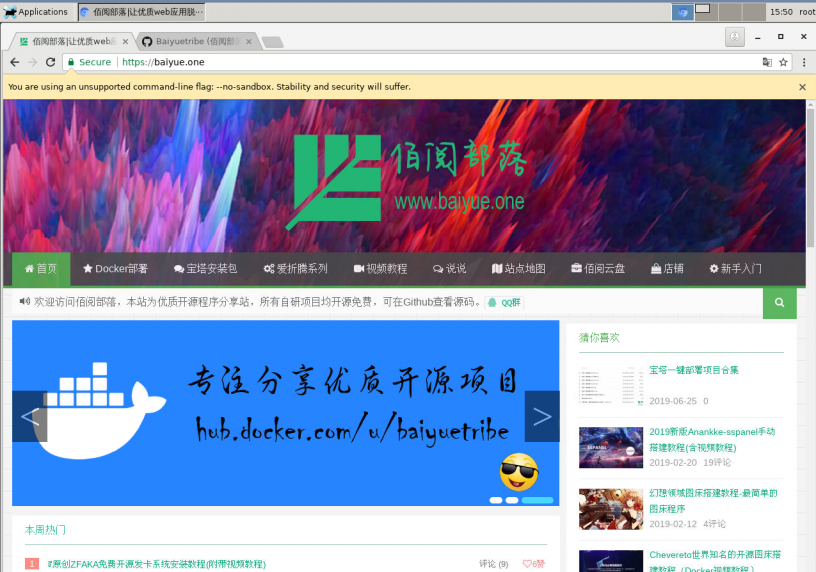 Applications
佰阅部落|让优质web应用脱…
15:50
root
佰阅部落|让优质web应
Baiyuetribe (佰阅部落
Secure
https://baiyue.one
You are using an unsupported command-line flag: --no-sandbox. Stability and security will suffer.
佰阅部落
www.baiyue.one
首页
Docker部署
宝塔安装包
爱折腾系列
视频教程
说说
站点地图
佰阅云盘
店铺
新手入门
欢迎访问佰阅部落，本站为优质开源程序分享站，所有自研项目均开源免费，可在Github查看源码。
QQ群
专注分享优质开源项目
hub.docker.com/u/baiyuetribe
猜你喜欢
宝塔一键部署项目合集
2019-06-25 0
2019新版Anankke-sspanel手动
搭建教程(含视频教程)
2019-02-20 19评论
幻想领域图床搭建教程-最简单的
图床程序
2019-02-12 4评论
Chevereto世界知名的开源图床搭
建教程（Docker视频教程）
本周热门
1
『原创ZFAKA免费开源发卡系统安装教程(附带视频教程)
评论 (9)
6赞